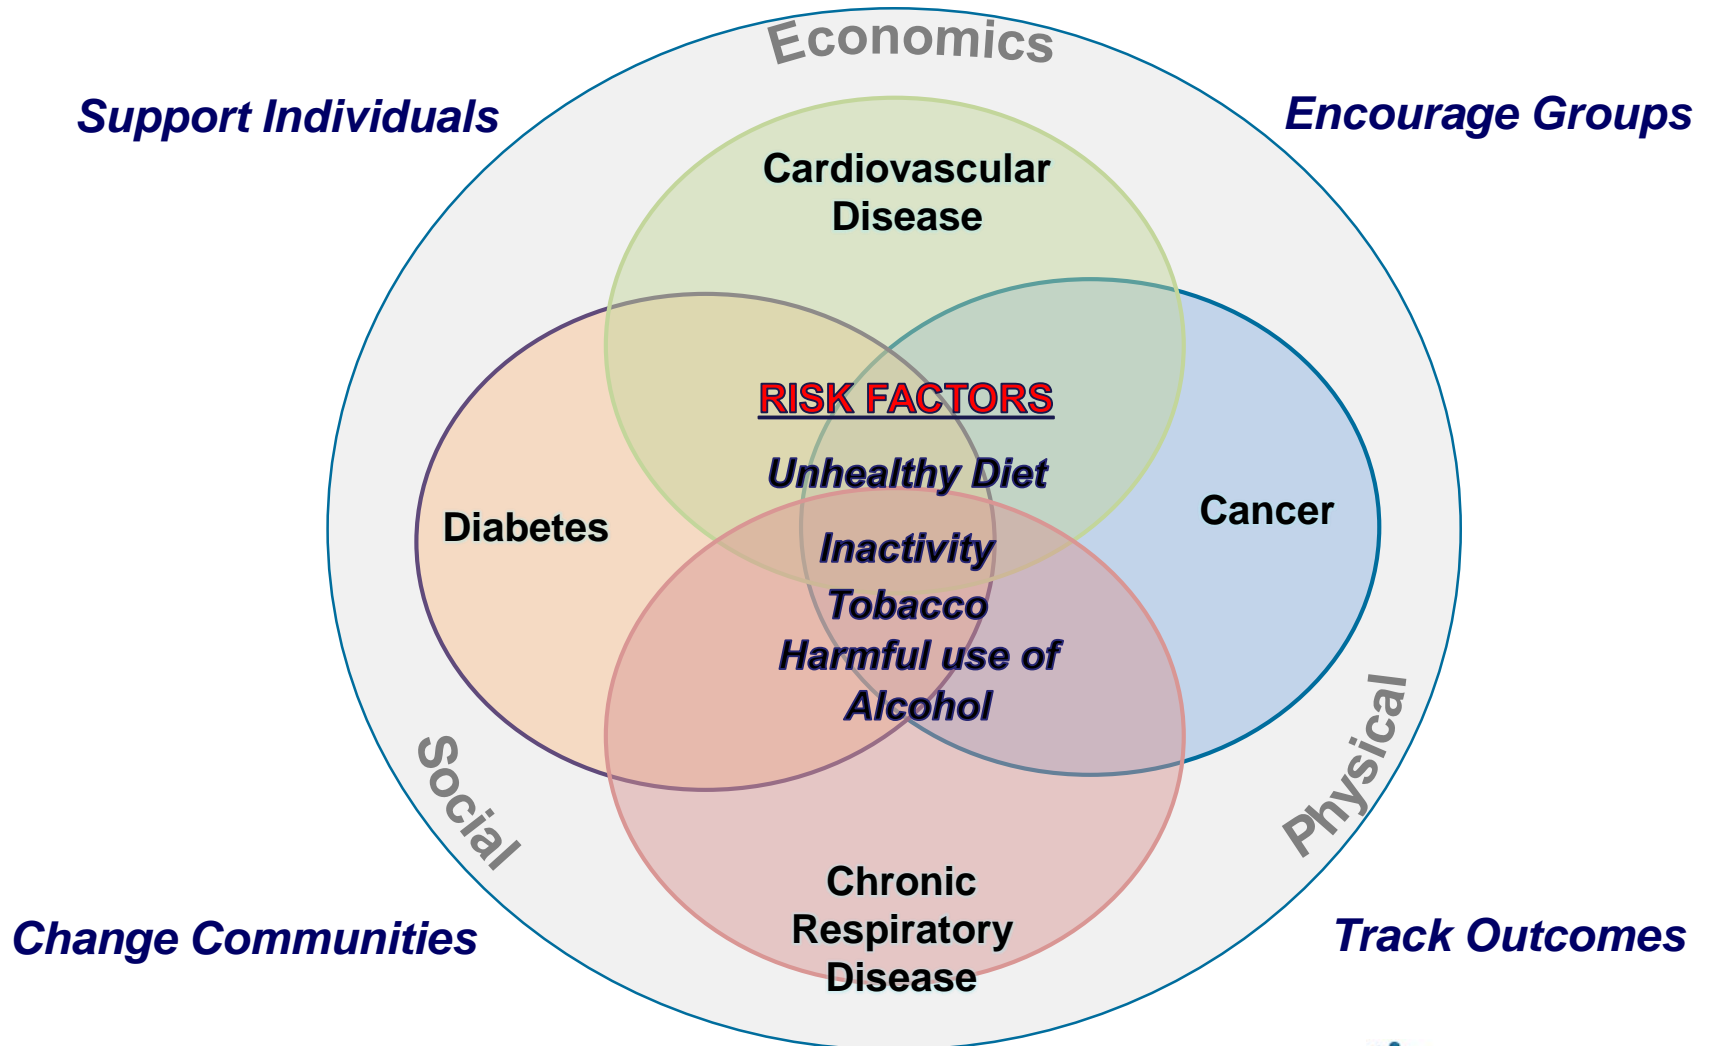 Economics
Support Individuals
Encourage Groups
Cardiovascular
Disease
RISK FACTORS
Unhealthy Diet
Diabetes
Cancer
Inactivity
Tobacco
Harmful use of
Alcohol
Social
Physical
Chronic
Respiratory
Disease
Change Communities
Track Outcomes